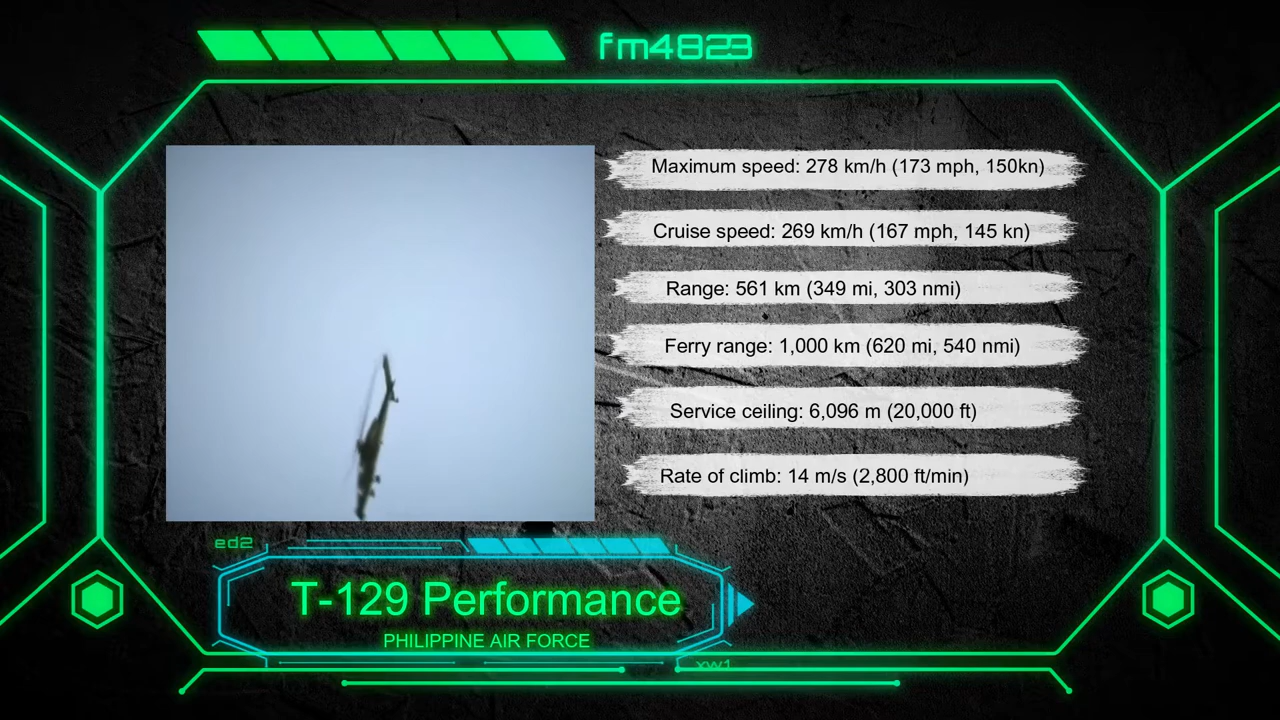 fm4823
Maximum speed: 278 km/h (173 mph, 150kn)
Cruise speed: 269 km/h (167 mph, 145 kn)
Range: 561 km (349 mi, 303 nmi)
Ferry range: 1,000 km (620 mi, 540 nmi)
Service ceiling: 6,096 m (20,000 ft)
Rate of climb: 14 m/s (2,800 ft/min)
ed2
T-129 Performance
PHILIPPINE AIR FORCE
xw1